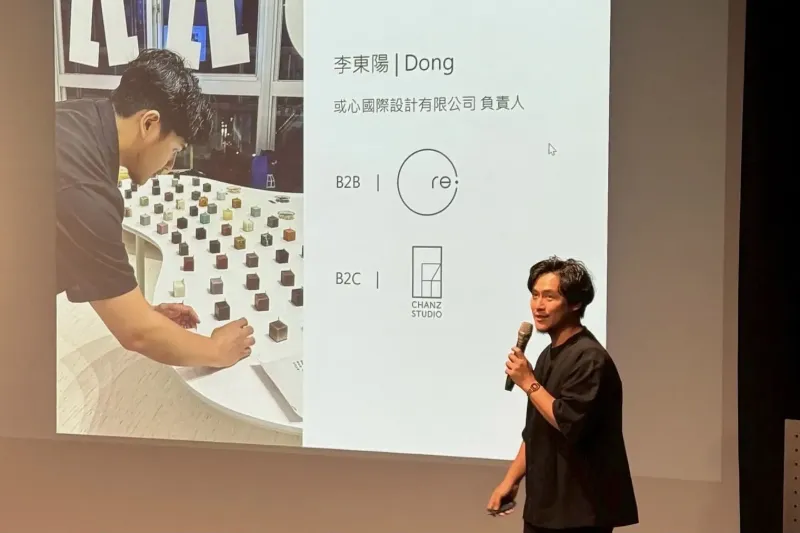 李東陽 | Dong
或心國際設計有限公司 負責人
B2B |
re:
B2C |
CHANZ
STUDIO